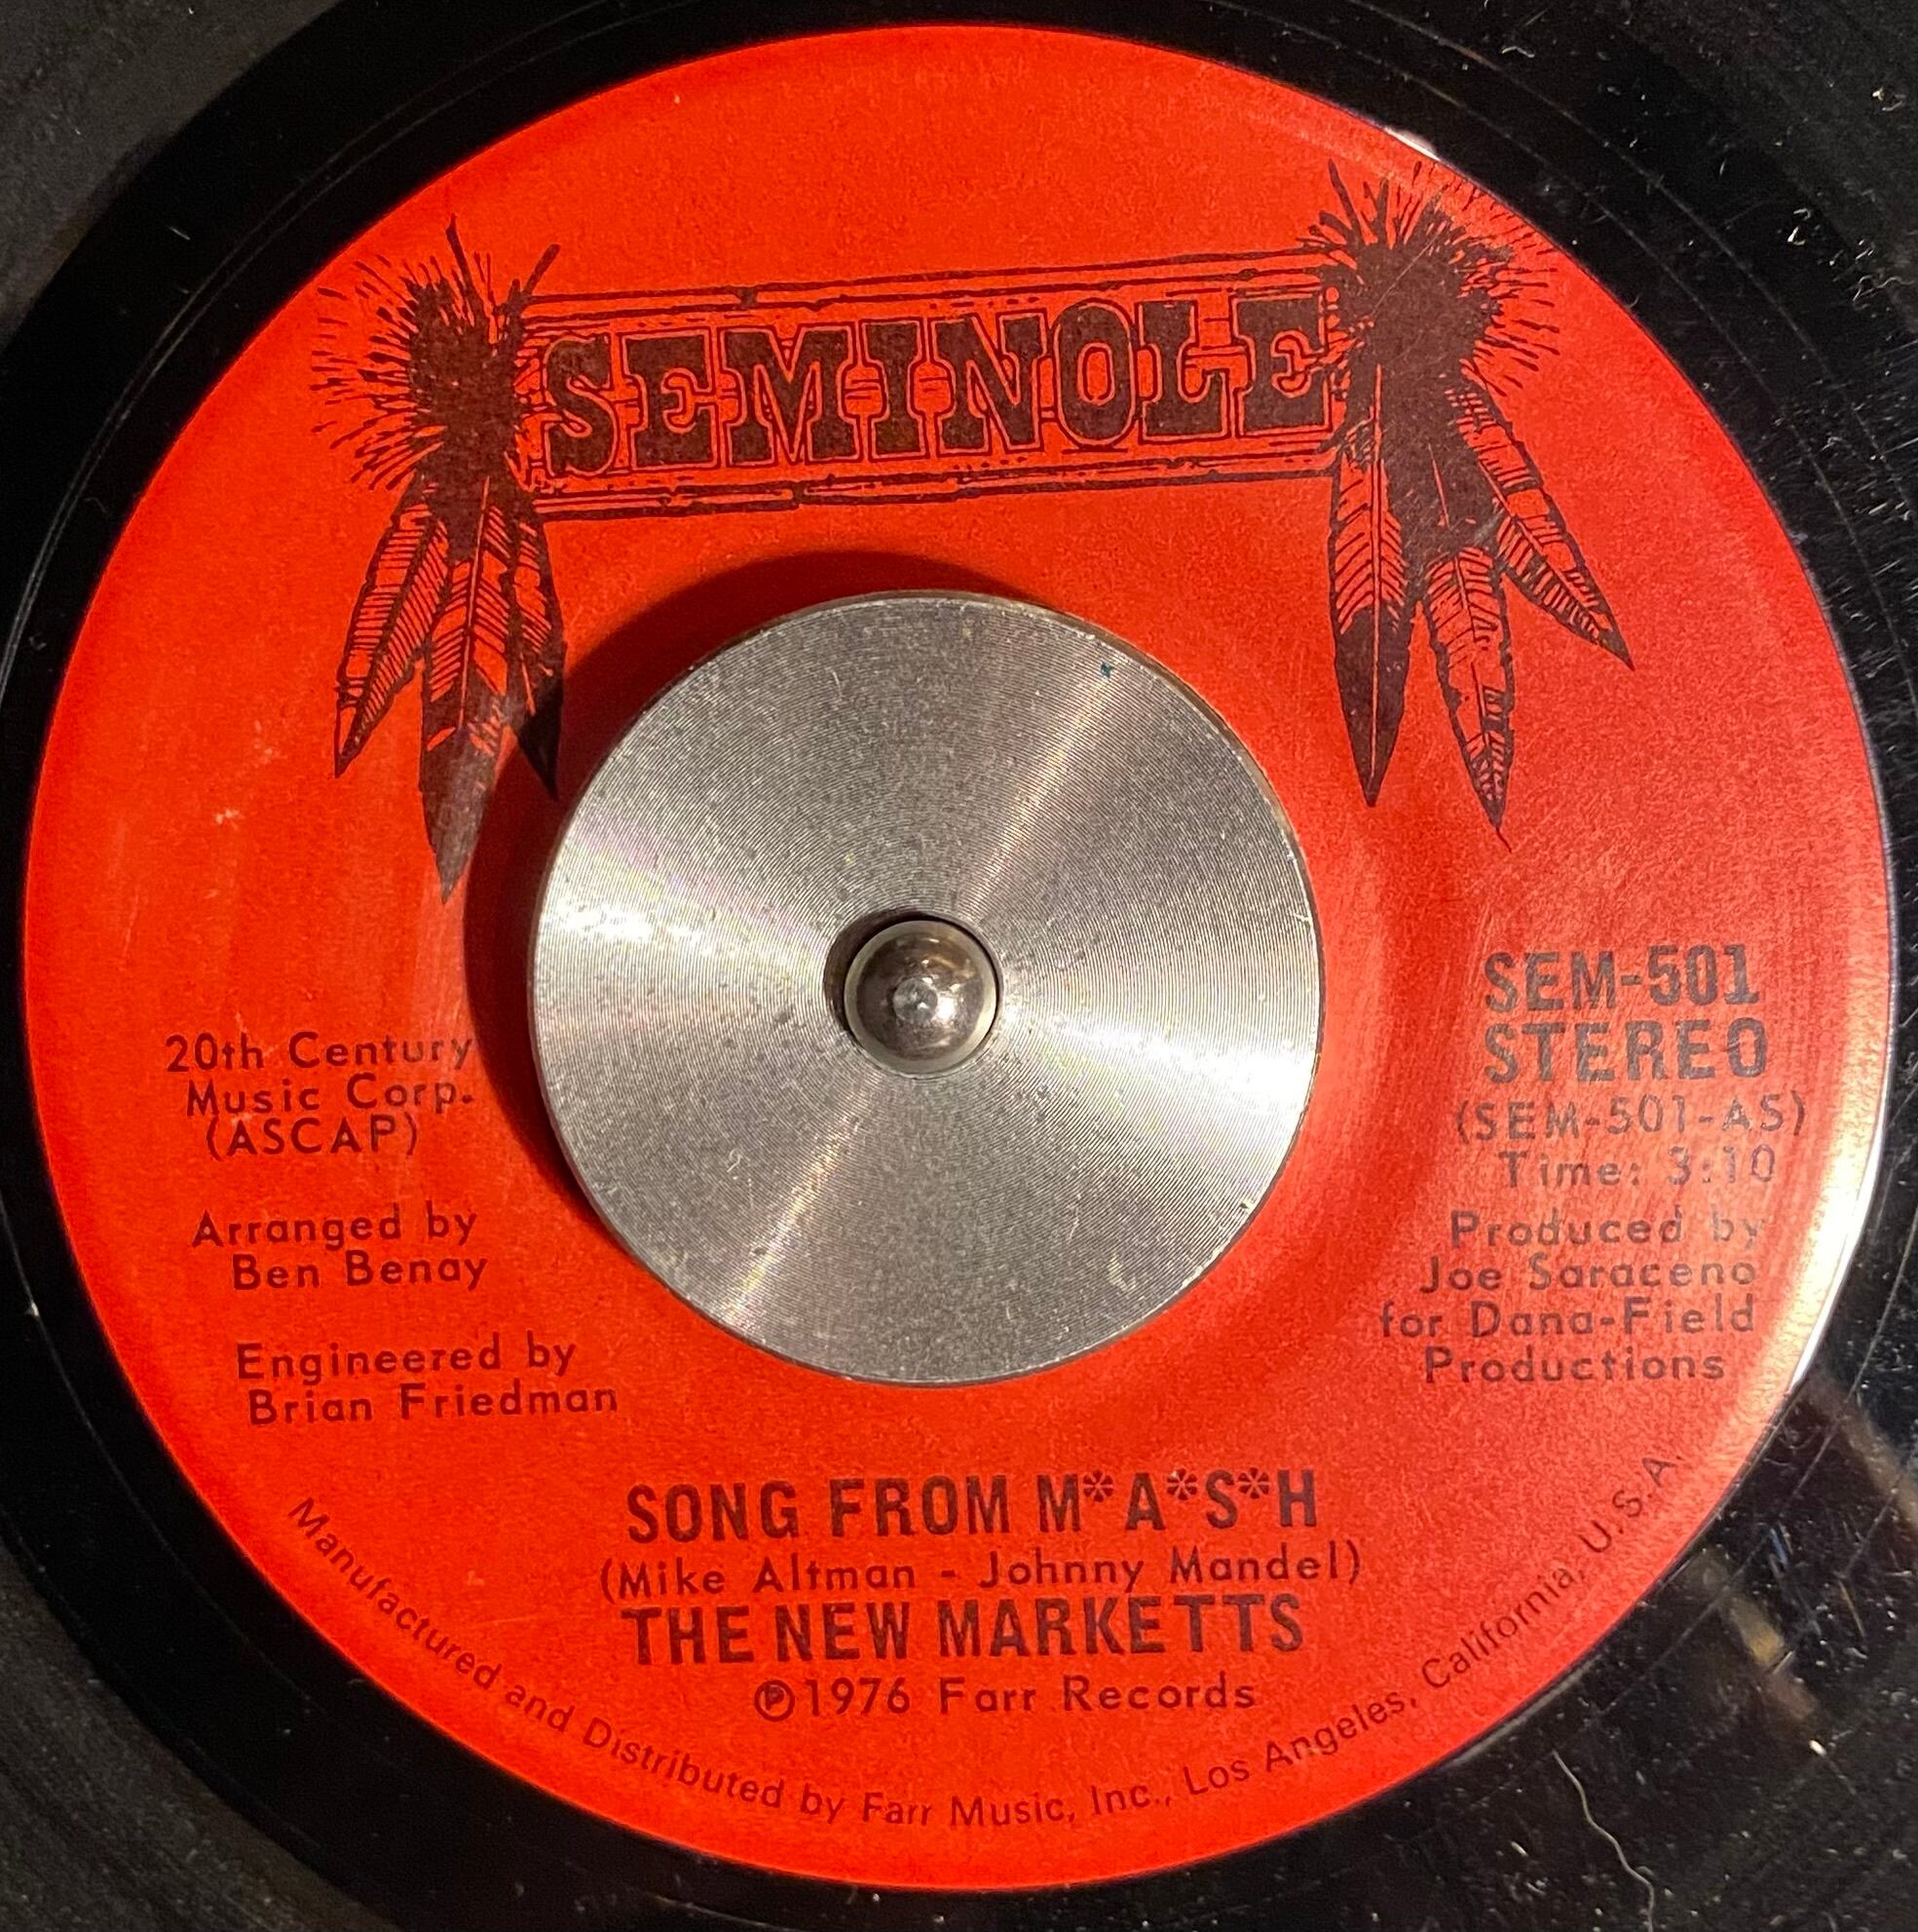 SEMINOLE
20th Century
Music Corp.
(ASCAP)
Arranged by
Ben Benay
Engineered by
Brian Friedman
SEM-501
STEREO
(SEM-501-AS)
Time: 3:10
Produced by
Joe Saraceno
for Dana-Field
Productions
SONG FROM M*A*S*H
(Mike Altman - Johnny Mandel)
THE NEW MARKETTS
℗1976 Farr Records
Manufactured and Distributed by Farr Music, Inc., Los Angeles, California, U.S.A.